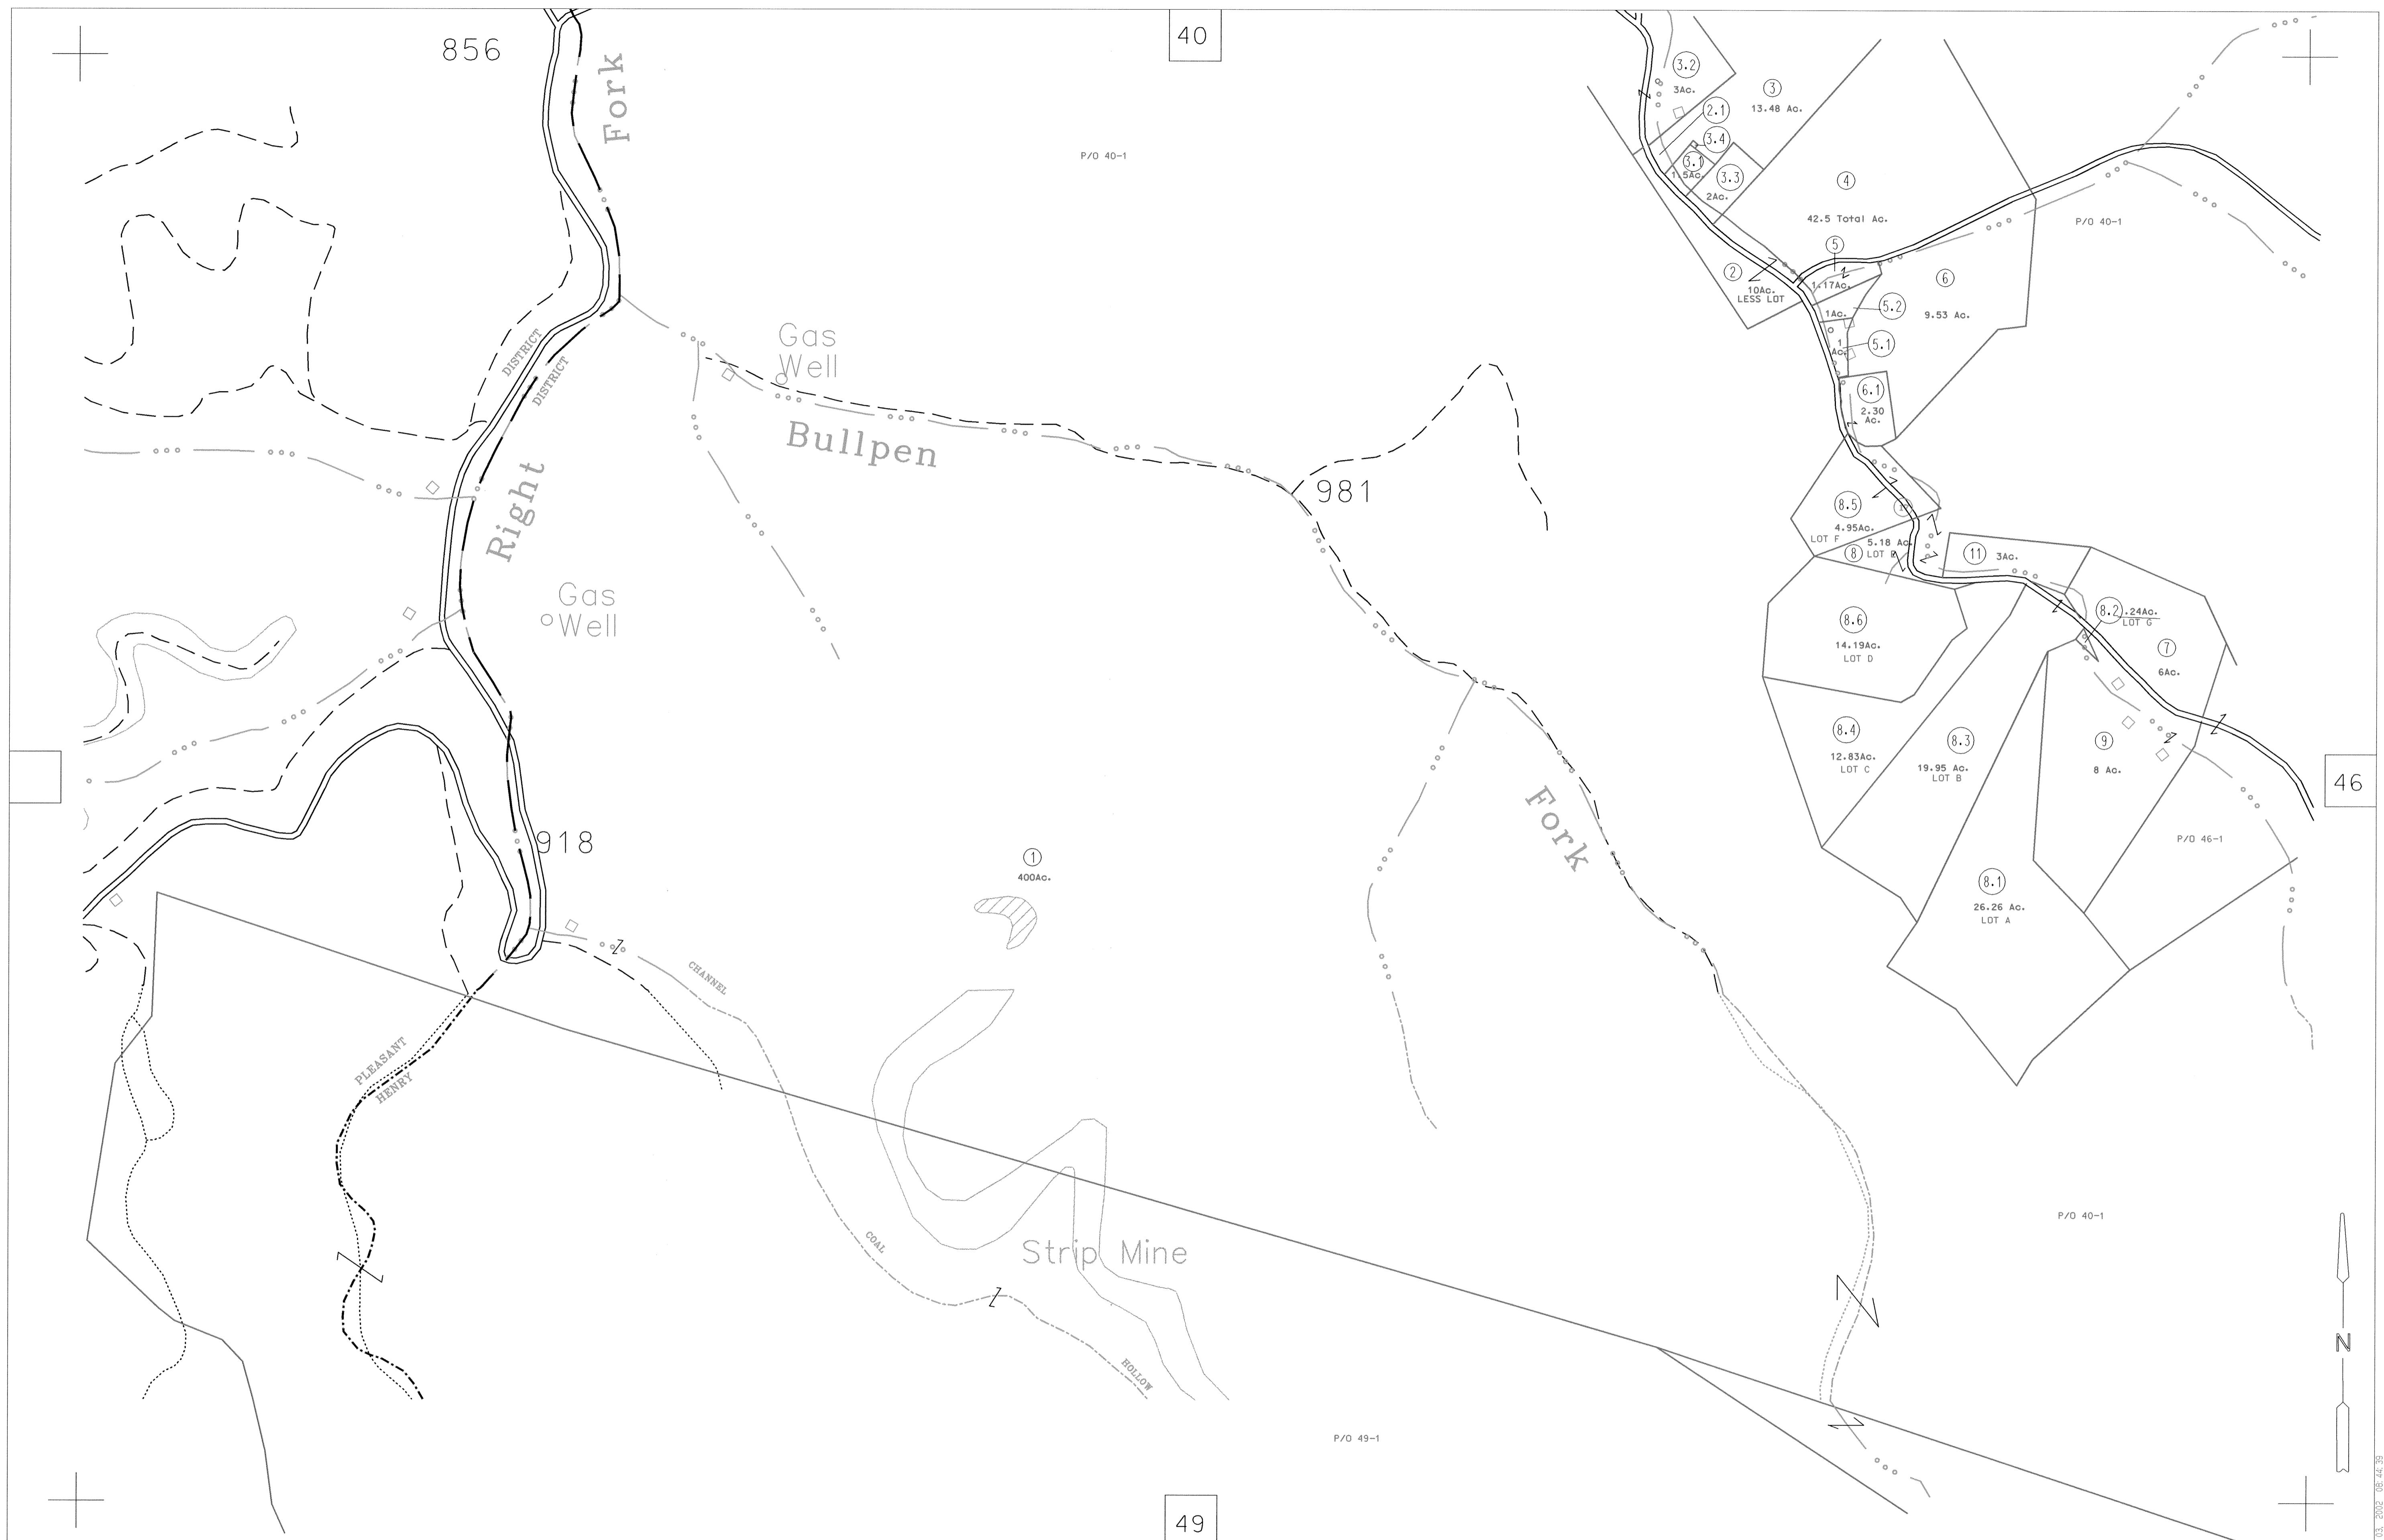 40
856
Fork
P/O 40-1
3.2
3Ac.
3
13.48 Ac.
2.1
3.4
3.1
1.5Ac.
3.3
2Ac.
4
42.5 Total Ac.
P/O 40-1
5
1.17Ac.
2
10Ac.
LESS LOT
6
9.53 Ac.
5.2
1Ac.
5.1
1
Ac.
6.1
2.30
Ac.
DISTRICT
DISTRICT
Gas
Well
Bullpen
981
Right
8.5
4.95Ac.
LOT F
5.18 Ac.
8
LOT E
11
3Ac.
Gas
Well
8.6
14.19Ac.
LOT D
8.2
.24Ac.
LOT G
7
6Ac.
8.4
12.83Ac.
LOT C
8.3
19.95 Ac.
LOT B
9
8 Ac.
46
Fork
918
1
400Ac.
P/O 46-1
8.1
26.26 Ac.
LOT A
CHANNEL
PLEASANT
HENRY
COAL
Strip Mine
HOLLOW
P/O 40-1
N
P/O 49-1
49
03, 2002 08:44:39